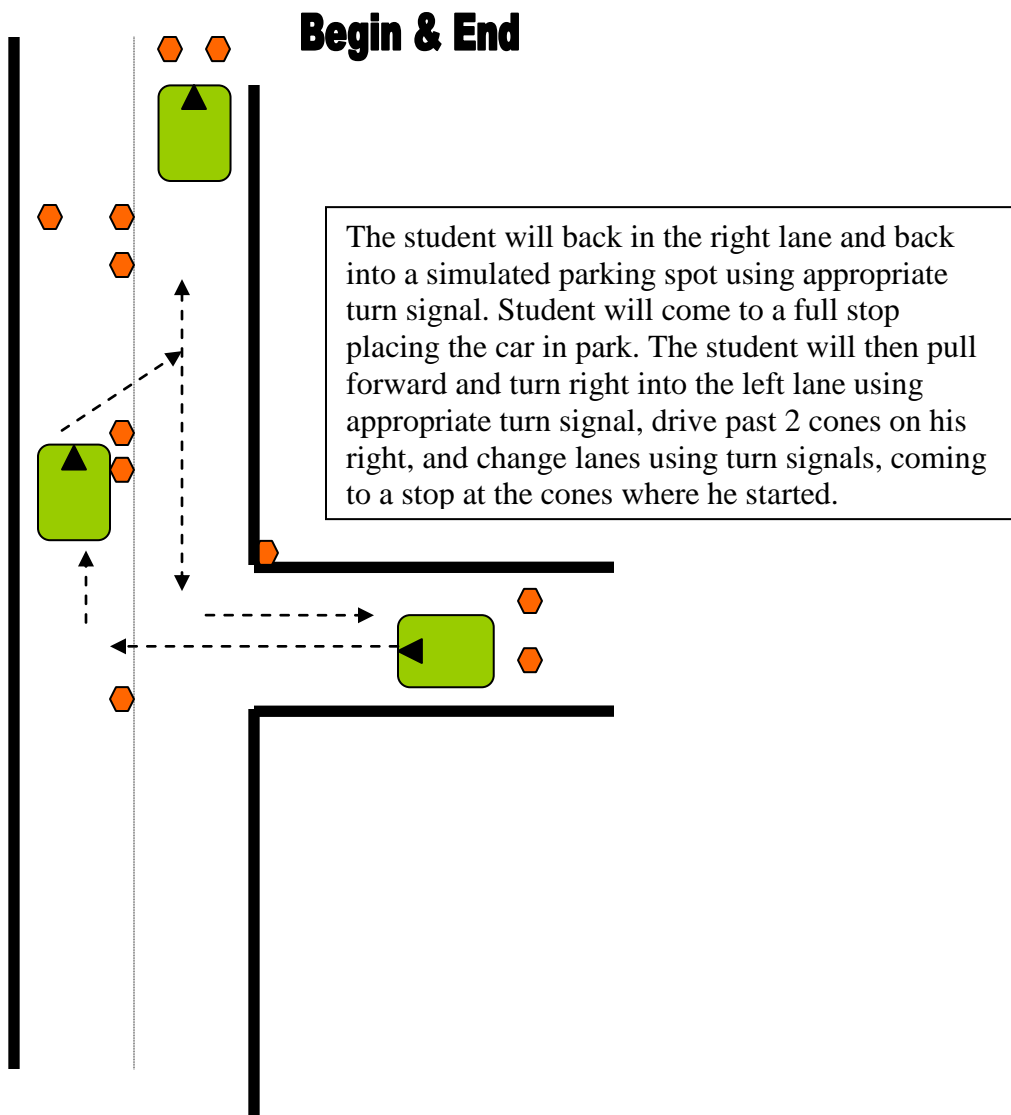 Begin & End
The student will back in the right lane and back
into a simulated parking spot using appropriate
turn signal. Student will come to a full stop
placing the car in park. The student will then pull
forward and turn right into the left lane using
appropriate turn signal, drive past 2 cones on his
right, and change lanes using turn signals, coming
to a stop at the cones where he started.